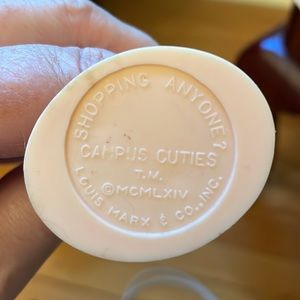 SHOPPING ANYONE?
CAMPUS CUTIES
T.M.
©MCMLXIV
LOUIS MARX & CO., INC.